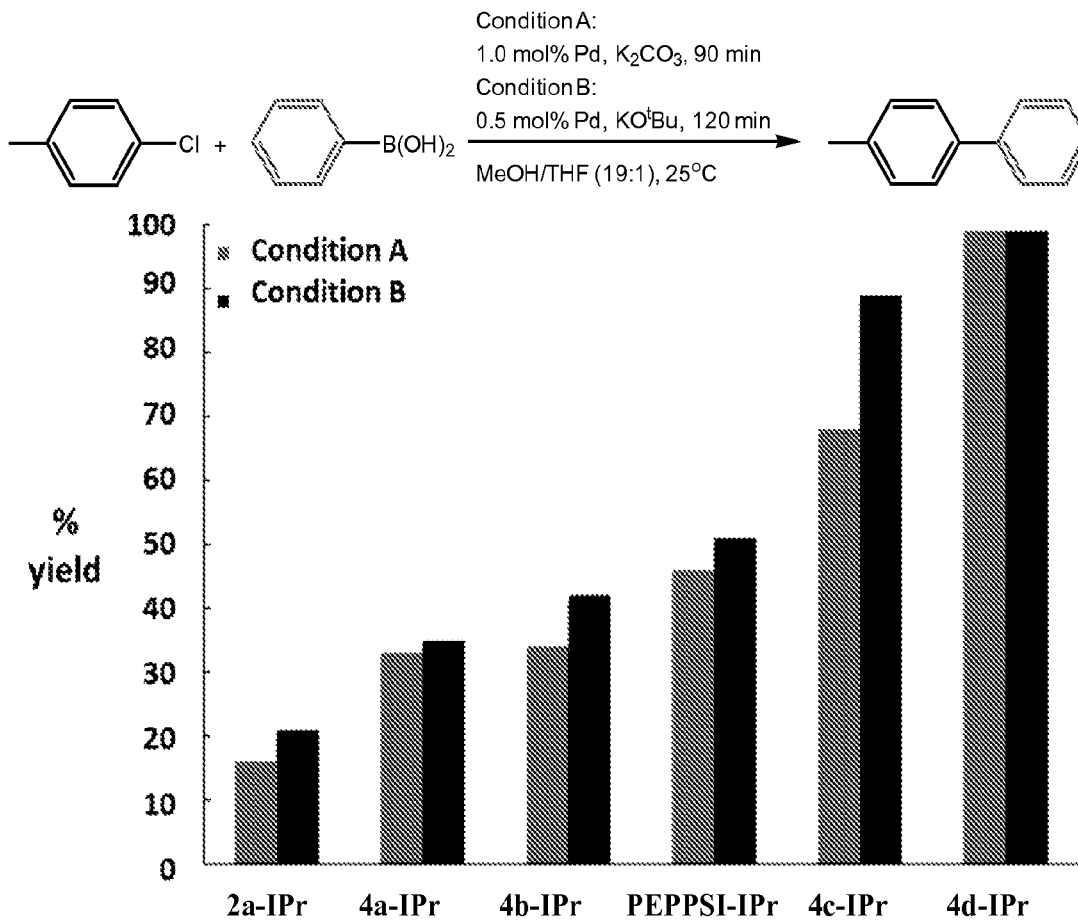 Condition A:
1.0 mol% Pd, K₂CO₃, 90 min
Condition B:
0.5 mol% Pd, KOᵗBu, 120 min
MeOH/THF (19:1), 25°C
Cl + B(OH)₂
100
90
80
70
60
50
40
30
20
10
0
Condition A
Condition B
%
yield
2a-IPr 4a-IPr 4b-IPr PEPPSI-IPr 4c-IPr 4d-IPr